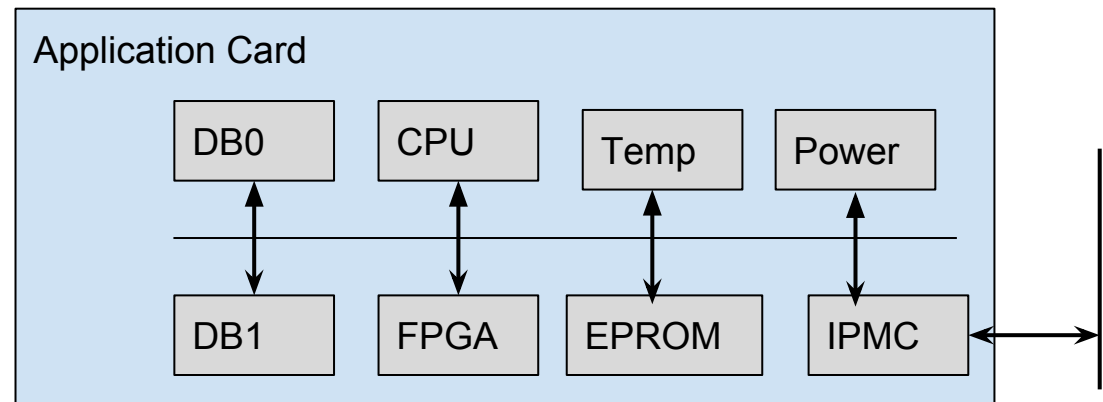 Application Card
DB0
CPU
Temp
Power
DB1
FPGA
EPROM
IPMC